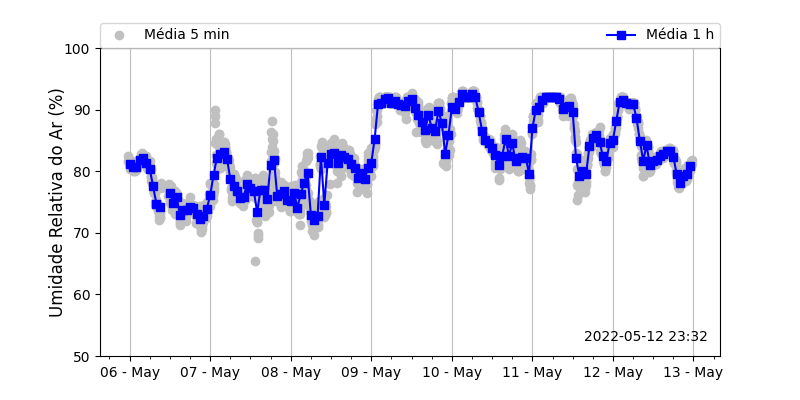 Média 5 min
Média 1 h
Umidade Relativa do Ar (%)
100
90
80
70
60
50
2022-05-12 23:32
06 - May
07 - May
08 - May
09 - May
10 - May
11 - May
12 - May
13 - May